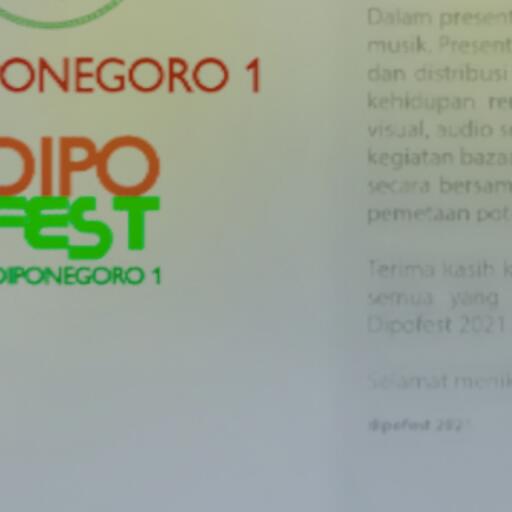 ONEGORO 1
DIPO
FEST
DIPONEGORO 1
Dalam present
musik. Present
dan distribusi
kehidupan
visual, audio
kegiatan bazaa
secara bersam
pemetaan pot
Terima kasih k
semua yang
Dipofest 2021
Selamat menik
dipofest 2021